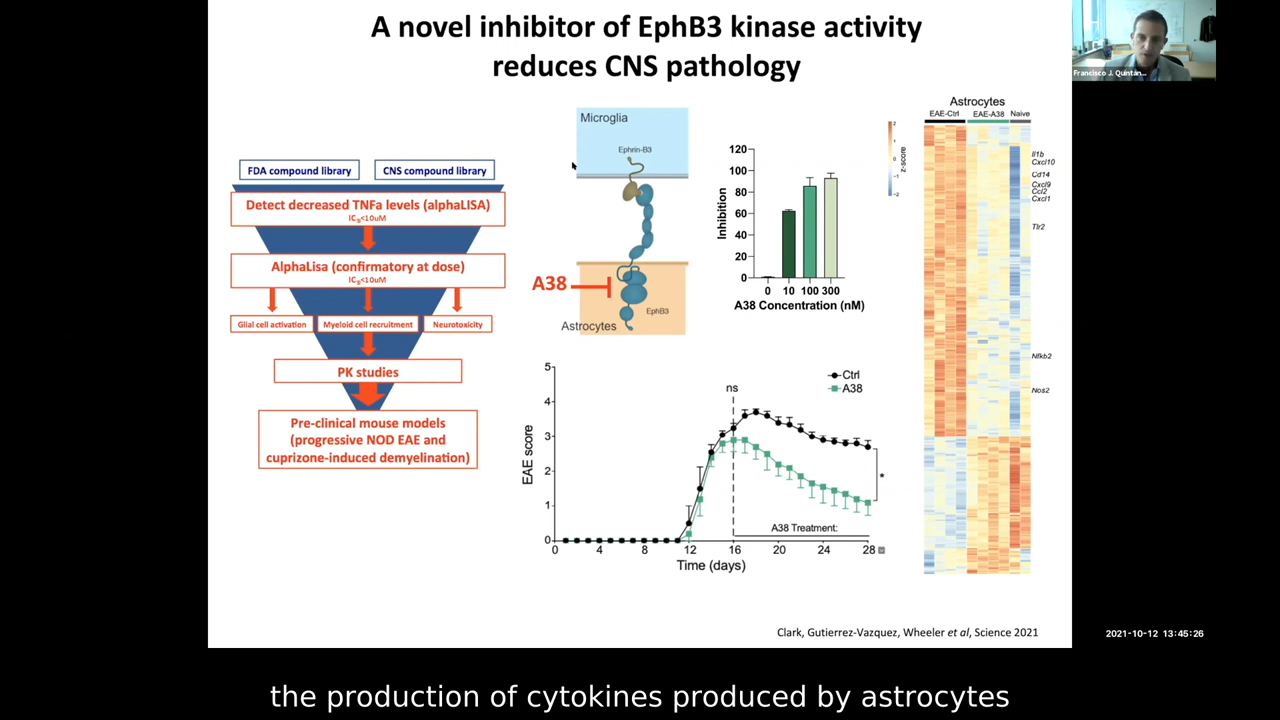 A novel inhibitor of EphB3 kinase activity
reduces CNS pathology
Francisco J. Quintan...
FDA compound library
CNS compound library
Detect decreased TNFa levels (alphaLISA)
IC₅₀<10uM
AlphaLisa (confirmatory at dose)
IC₅₀<10uM
Glial cell activation
Myeloid cell recruitment
Neurotoxicity
PK studies
Pre-clinical mouse models
(progressive NOD EAE and
cuprizone-induced demyelination)
Microglia
Ephrin-B3
A38
EphB3
Astrocytes
Inhibition
120
100
80
60
40
20
0
0 10 100 300
A38 Concentration (nM)
EAE score
5
4
3
2
1
0
ns
Ctrl
A38
*
A38 Treatment:
0 4 8 12 16 20 24 28
Time (days)
Astrocytes
EAE-Ctrl EAE-A38 Naive
2
1
0
-1
-2
z-score
Il1b
Cxcl10
Cd14
Cxcl9
Ccl2
Cxcl1
Tlr2
Nfkb2
Nos2
Clark, Gutierrez-Vazquez, Wheeler et al, Science 2021
2021-10-12 13:45:26
the production of cytokines produced by astrocytes